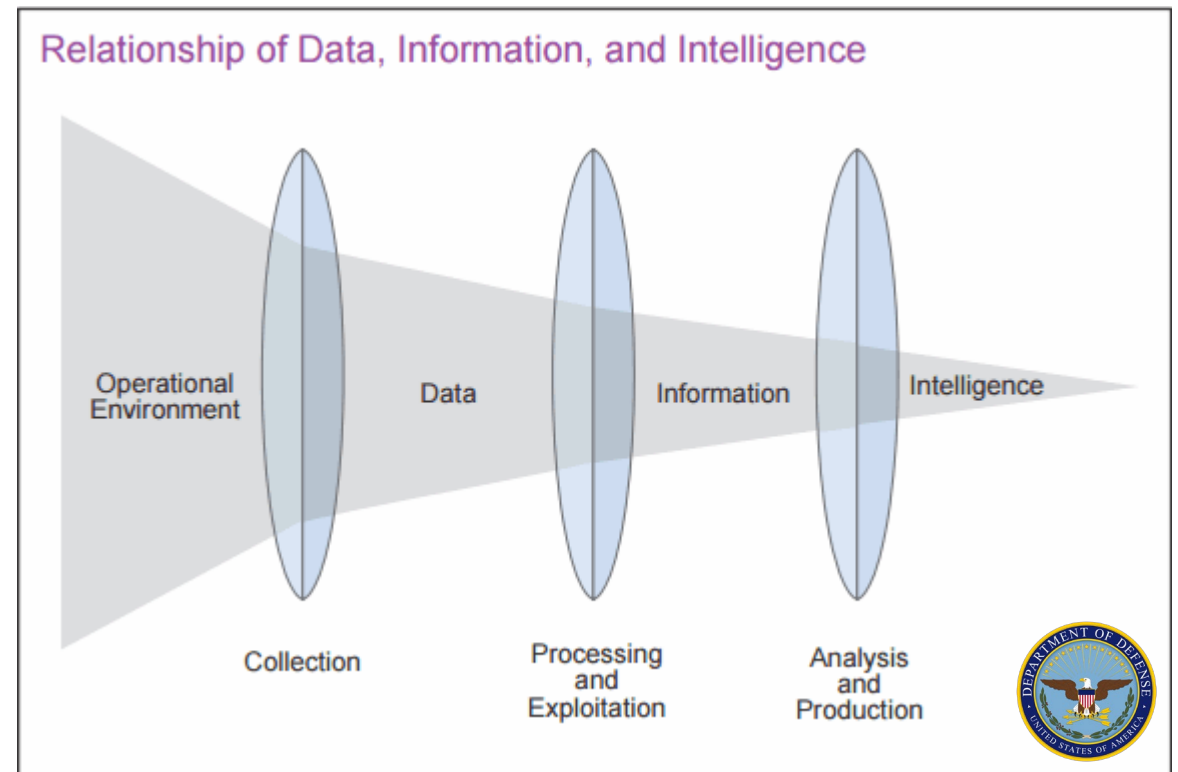 Relationship of Data, Information, and Intelligence
Operational
Environment
Data
Information
Intelligence
Collection
Processing
and
Exploitation
Analysis
and
Production
DEPARTMENT OF DEFENSE
UNITED STATES OF AMERICA